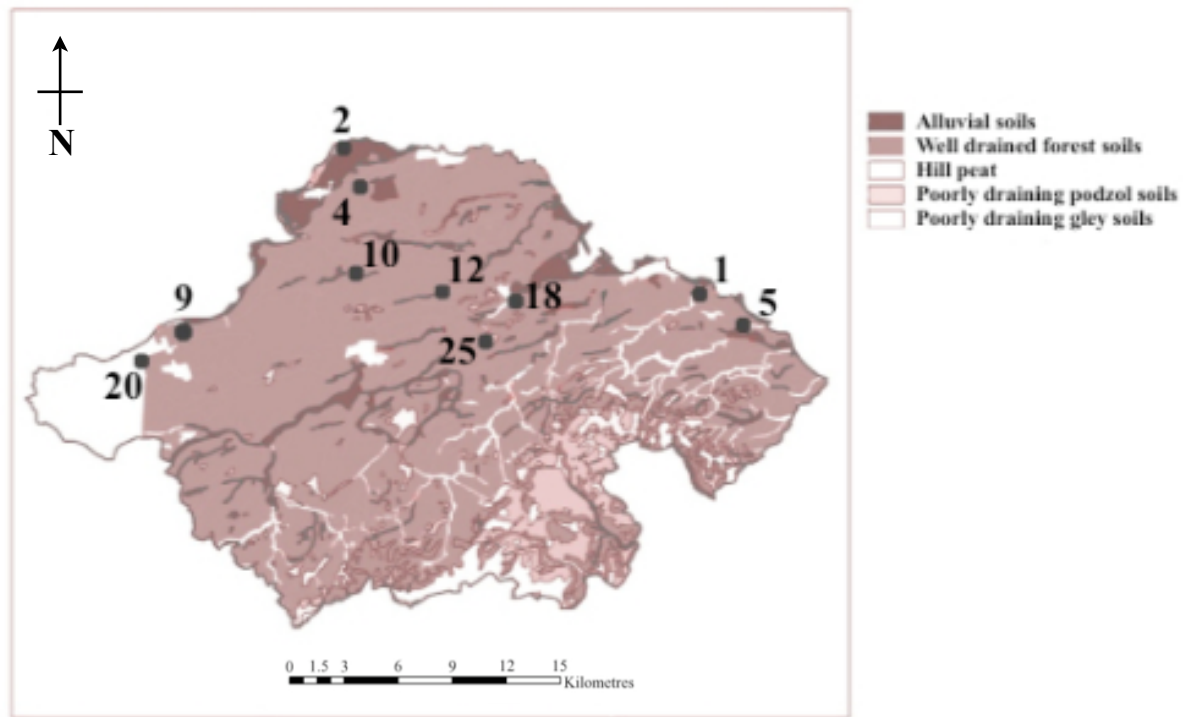 N
2
4
10
12
18
1
5
9
25
20
Alluvial soils
Well drained forest soils
Hill peat
Poorly draining podzol soils
Poorly draining gley soils
0 1.5 3 6 9 12 15
Kilometres